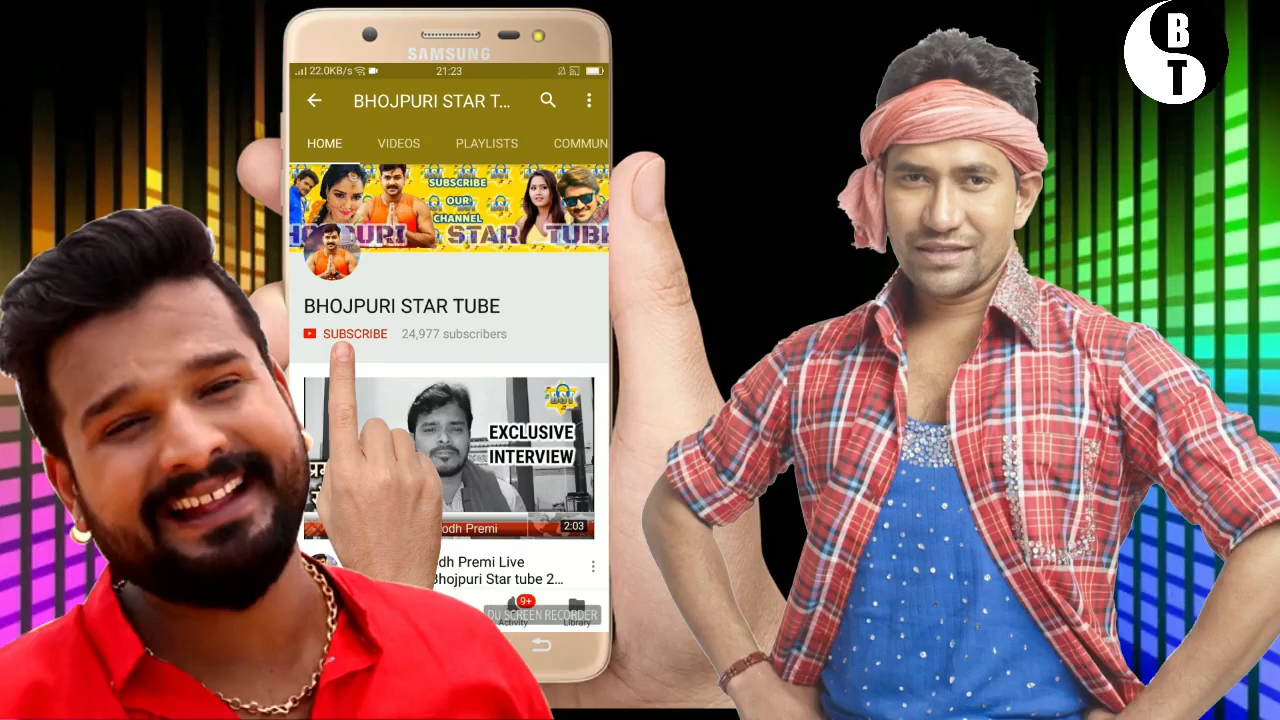 B
T
SAMSUNG
22.0KB/s
21:23
BHOJPURI STAR T...
HOME VIDEOS PLAYLISTS COMMUN
SUBSCRIBE
OUR
CHANNEL
STAR TUB
BHOJPURI STAR TUBE
SUBSCRIBE 24,977 subscribers
EXCLUSIVE
INTERVIEW
odh Premi
2:03
dh Premi Live
Bhojpuri Star tube 2...
9+
DU SCREEN RECORDER
Activity Library